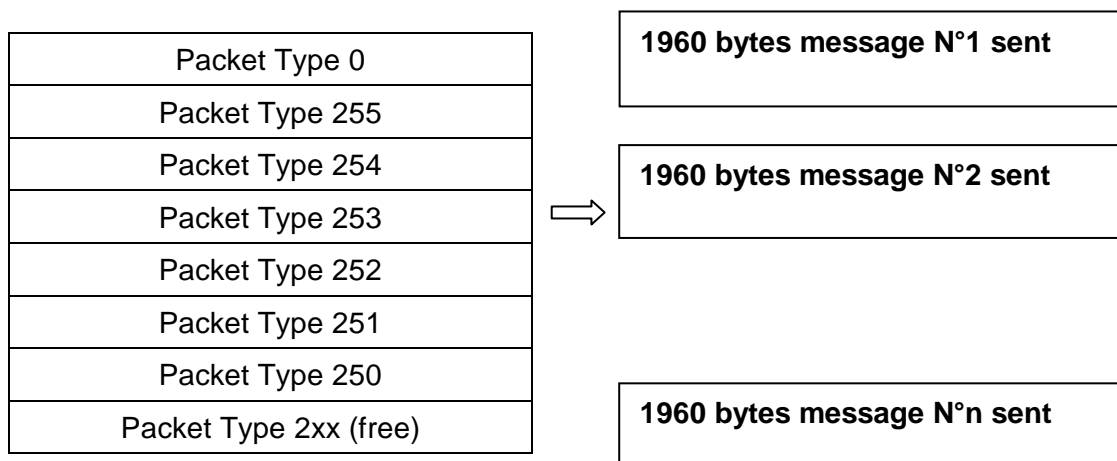 Packet Type 0
Packet Type 255
Packet Type 254
Packet Type 253
Packet Type 252
Packet Type 251
Packet Type 250
Packet Type 2xx (free)
1960 bytes message N°1 sent
1960 bytes message N°2 sent
1960 bytes message N°n sent